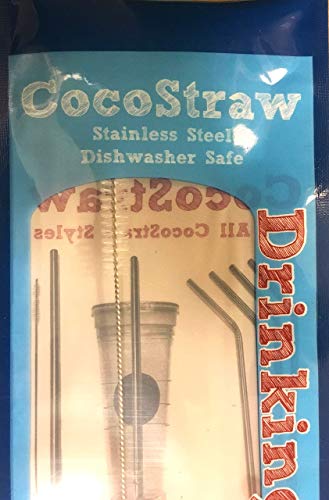 CocoStraw
Stainless Steel
Dishwasher Safe
CocoStraw
All CocoStraw Styles
Drinking